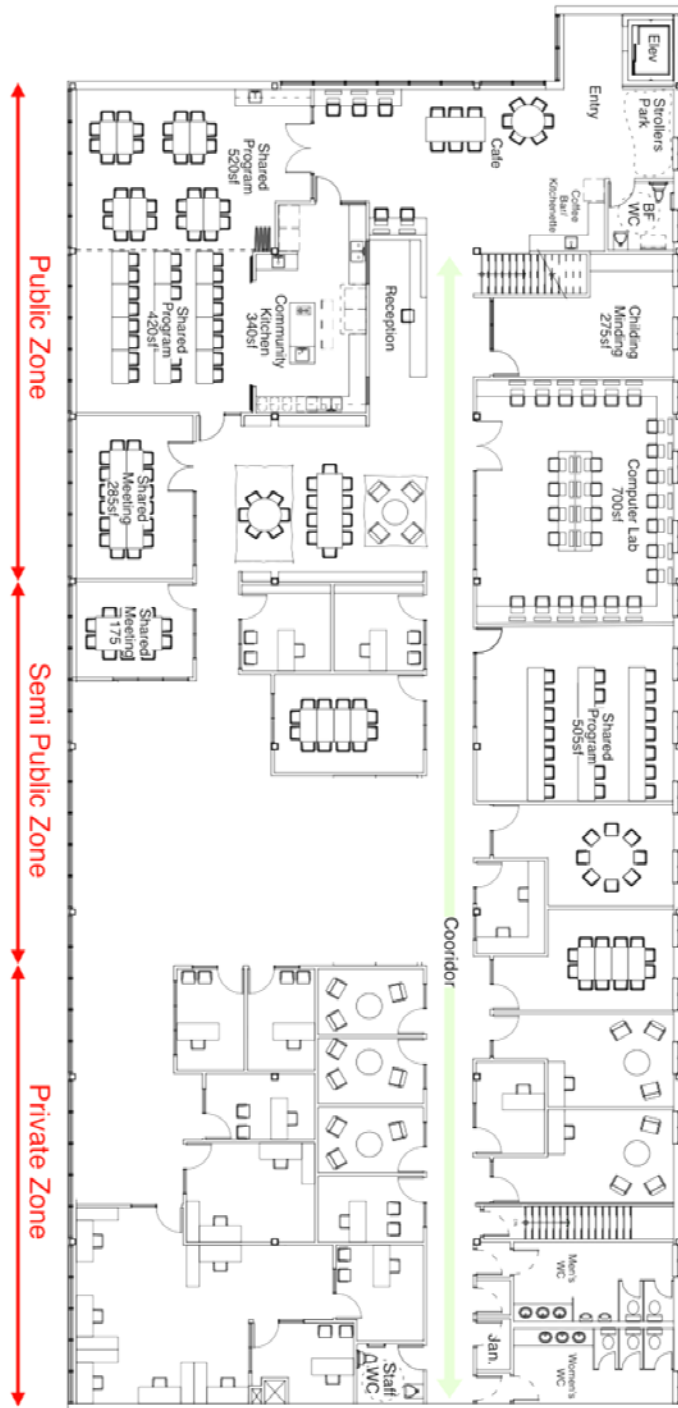 Elev
Entry
Strollers
Park
BF
WC
Cafe
Coffee
Bar/
Kitchenette
Shared
Program
520sf
Shared
Program
420sf
Community
Kitchen
340sf
Reception
Childing
Minding
275sf
Computer Lab
700sf
Shared
Meeting
285sf
Shared
Meeting
175
Shared
Program
505sf
Cooridor
Men's
WC
Jan.
Women's
WC
Staff
WC
Public Zone
Semi Public Zone
Private Zone